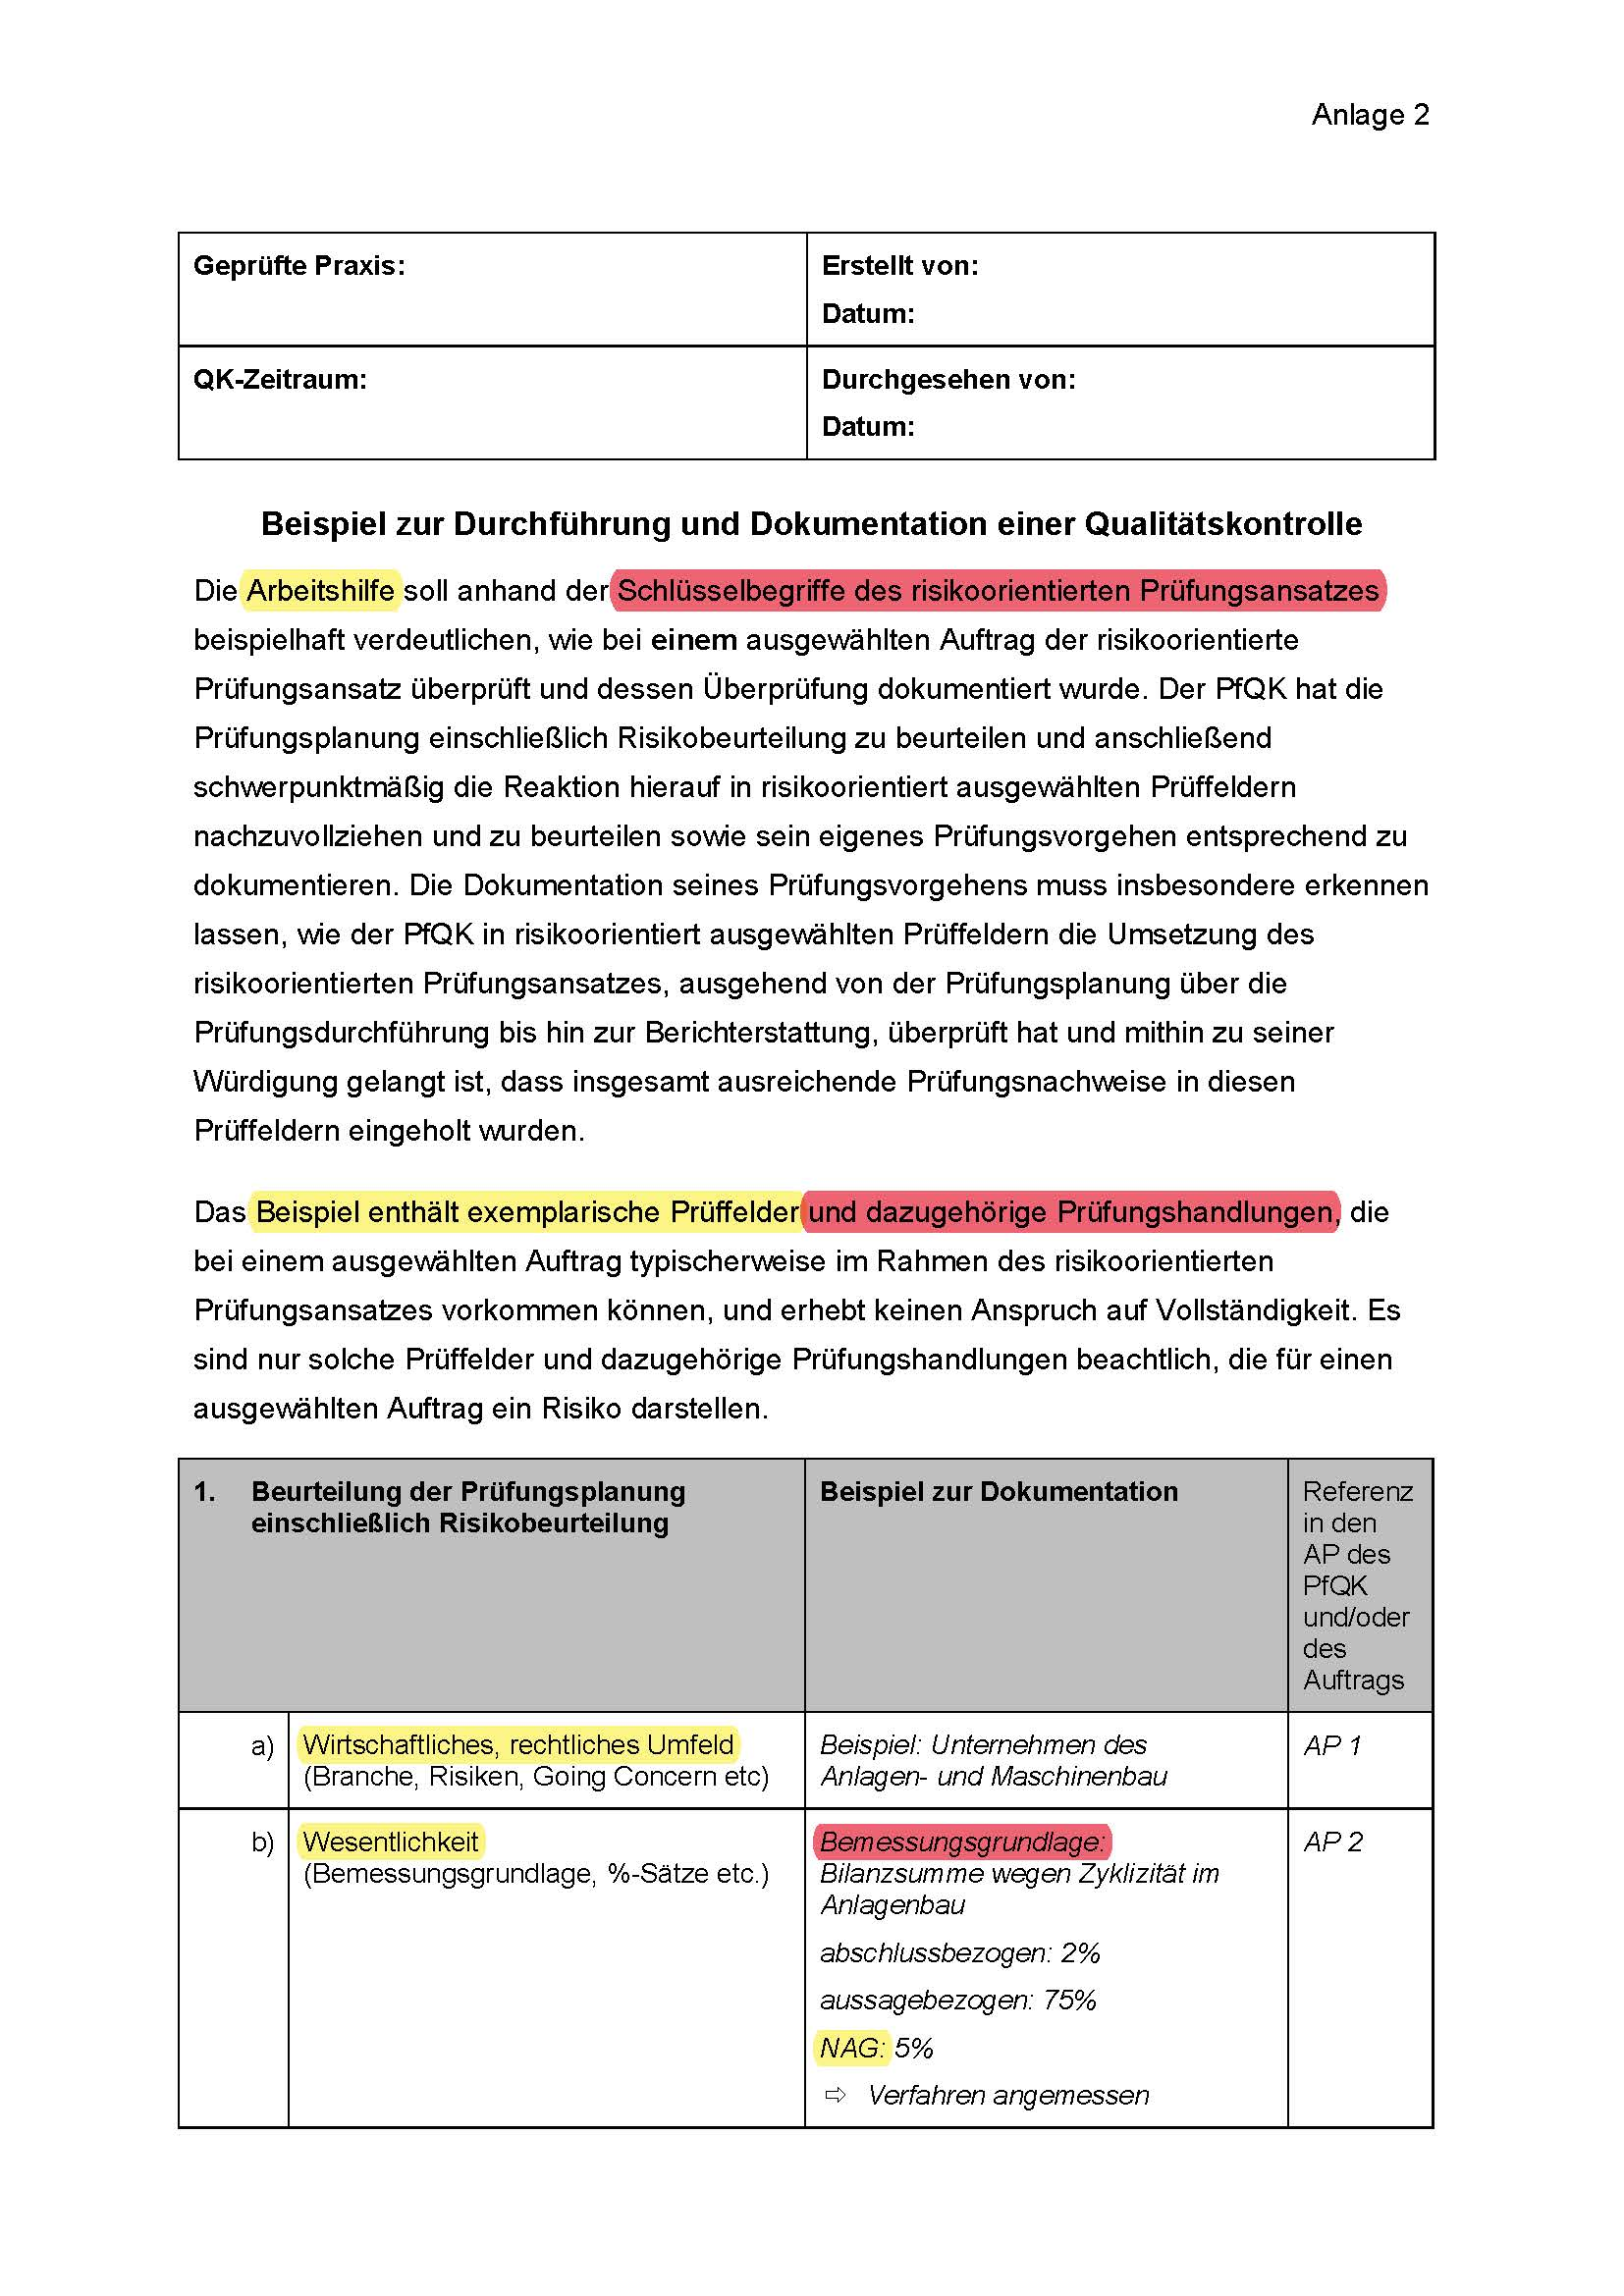 Anlage 2
Geprüfte Praxis:
Erstellt von:
Datum:
QK-Zeitraum:
Durchgesehen von:
Datum:
Beispiel zur Durchführung und Dokumentation einer Qualitätskontrolle
Die Arbeitshilfe soll anhand der Schlüsselbegriffe des risikoorientierten Prüfungsansatzes
beispielhaft verdeutlichen, wie bei einem ausgewählten Auftrag der risikoorientierte
Prüfungsansatz überprüft und dessen Überprüfung dokumentiert wurde. Der PfQK hat die
Prüfungsplanung einschließlich Risikobeurteilung zu beurteilen und anschließend
schwerpunktmäßig die Reaktion hierauf in risikoorientiert ausgewählten Prüffeldern
nachzuvollziehen und zu beurteilen sowie sein eigenes Prüfungsvorgehen entsprechend zu
dokumentieren. Die Dokumentation seines Prüfungsvorgehens muss insbesondere erkennen
lassen, wie der PfQK in risikoorientiert ausgewählten Prüffeldern die Umsetzung des
risikoorientierten Prüfungsansatzes, ausgehend von der Prüfungsplanung über die
Prüfungsdurchführung bis hin zur Berichterstattung, überprüft hat und mithin zu seiner
Würdigung gelangt ist, dass insgesamt ausreichende Prüfungsnachweise in diesen
Prüffeldern eingeholt wurden.
Das Beispiel enthält exemplarische Prüffelder und dazugehörige Prüfungshandlungen, die
bei einem ausgewählten Auftrag typischerweise im Rahmen des risikoorientierten
Prüfungsansatzes vorkommen können, und erhebt keinen Anspruch auf Vollständigkeit. Es
sind nur solche Prüffelder und dazugehörige Prüfungshandlungen beachtlich, die für einen
ausgewählten Auftrag ein Risiko darstellen.
1. Beurteilung der Prüfungsplanung
einschließlich Risikobeurteilung
Beispiel zur Dokumentation
Referenz
in den
AP des
PfQK
und/oder
des
Auftrags
a) Wirtschaftliches, rechtliches Umfeld
(Branche, Risiken, Going Concern etc)
Beispiel: Unternehmen des
Anlagen- und Maschinenbau
AP 1
b) Wesentlichkeit
(Bemessungsgrundlage, %-Sätze etc.)
Bemessungsgrundlage:
Bilanzsumme wegen Zyklizität im
Anlagenbau
abschlussbezogen: 2%
aussagebezogen: 75%
NAG: 5%
⇨ Verfahren angemessen
AP 2